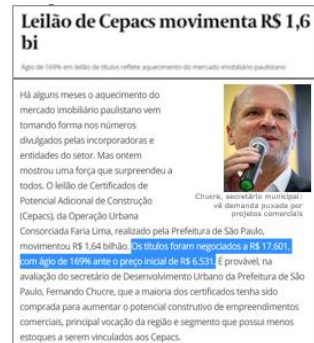 Leilão de Cepacs movimenta R$ 1,6
bi
Ágio de 169% em leilão de títulos reflete aquecimento do mercado imobiliário paulistano
Há alguns meses o aquecimento do
mercado imobiliário paulistano vem
tomando forma nos números
divulgados pelas incorporadoras e
entidades do setor. Mas ontem
mostrou uma força que surpreendeu a
todos. O leilão de Certificados de
Potencial Adicional de Construção
(Cepacs), da Operação Urbana
Chucre, secretário municipal:
vê demanda puxada por
projetos comerciais
Consorciada Faria Lima, realizado pela Prefeitura de São Paulo,
movimentou R$ 1,64 bilhão. Os títulos foram negociados a R$ 17.601,
com ágio de 169% ante o preço inicial de R$ 6.531. É provável, na
avaliação do secretário de Desenvolvimento Urbano da Prefeitura de São
Paulo, Fernando Chucre, que a maioria dos certificados tenha sido
comprada para aumentar o potencial construtivo de empreendimentos
comerciais, principal vocação da região e segmento que possui menos
estoques a serem vinculados aos Cepacs.